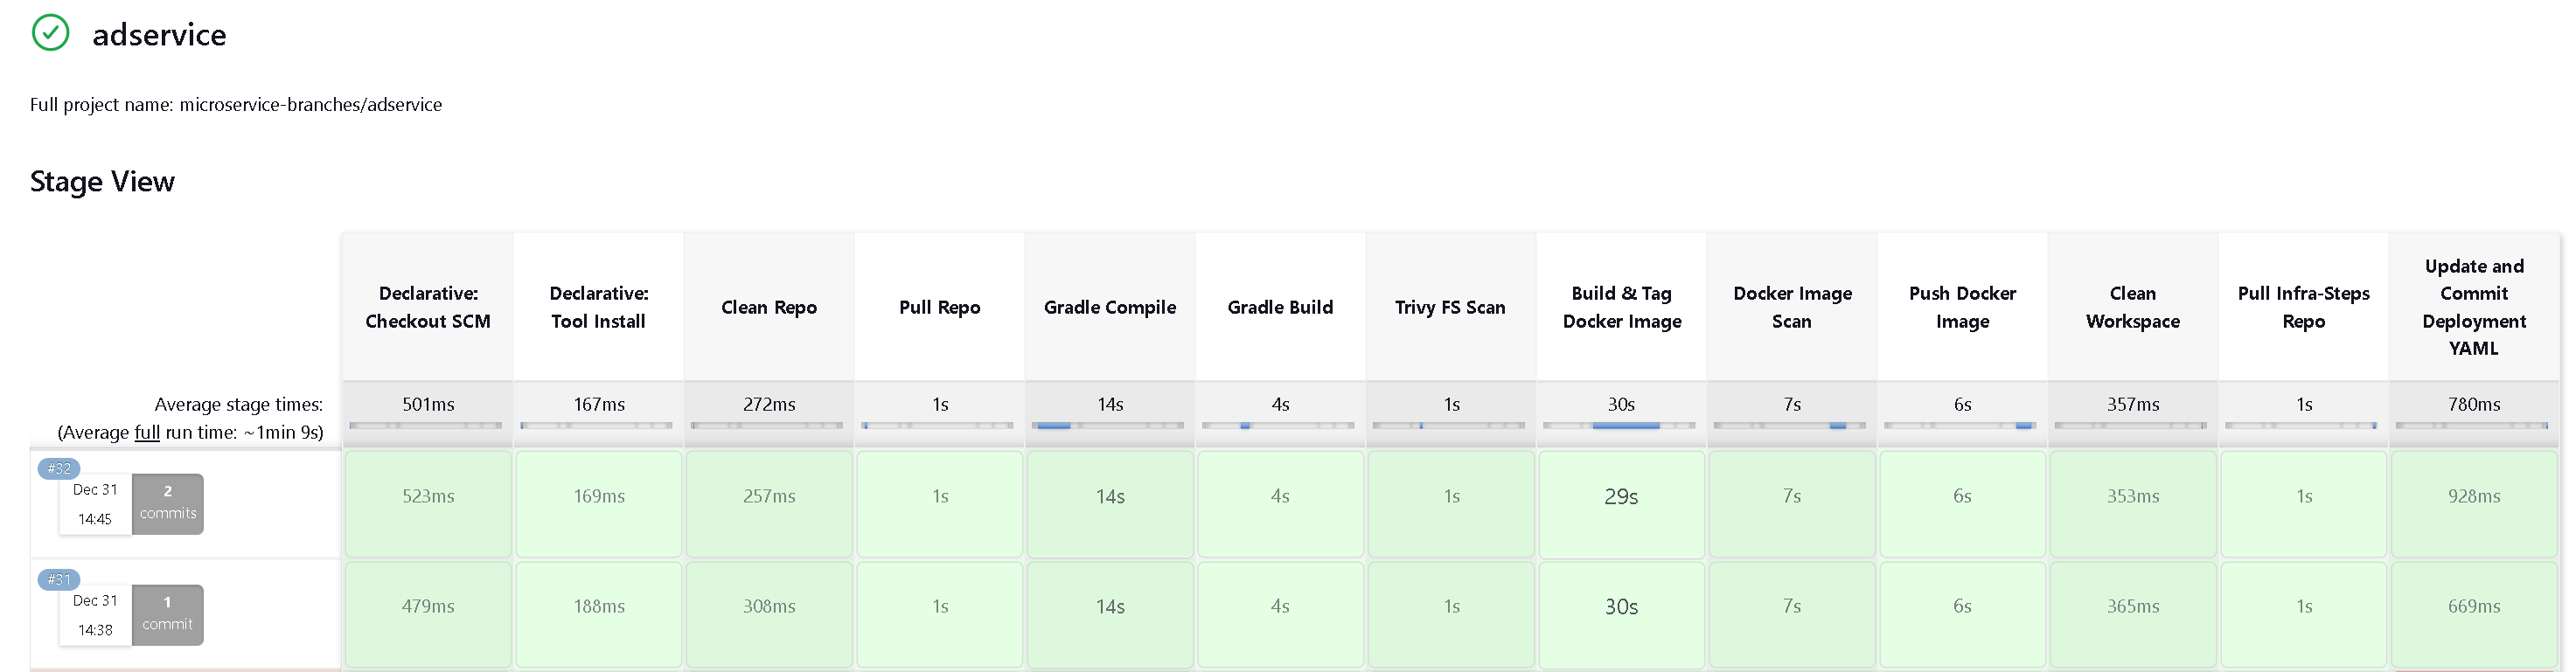 adservice
Full project name: microservice-branches/adservice
Stage View
Declarative:
Checkout SCM
Declarative:
Tool Install
Clean Repo
Pull Repo
Gradle Compile
Gradle Build
Trivy FS Scan
Build & Tag
Docker Image
Docker Image
Scan
Push Docker
Image
Clean
Workspace
Pull Infra-Steps
Repo
Update and
Commit
Deployment
YAML
Average stage times:
(Average full run time: ~1min 9s)
501ms
167ms
272ms
1s
14s
4s
1s
30s
7s
6s
357ms
1s
780ms
#32
Dec 31
14:45
2
commits
523ms
169ms
257ms
1s
14s
4s
1s
29s
7s
6s
353ms
1s
928ms
#31
Dec 31
14:38
1
commit
479ms
188ms
308ms
1s
14s
4s
1s
30s
7s
6s
365ms
1s
669ms